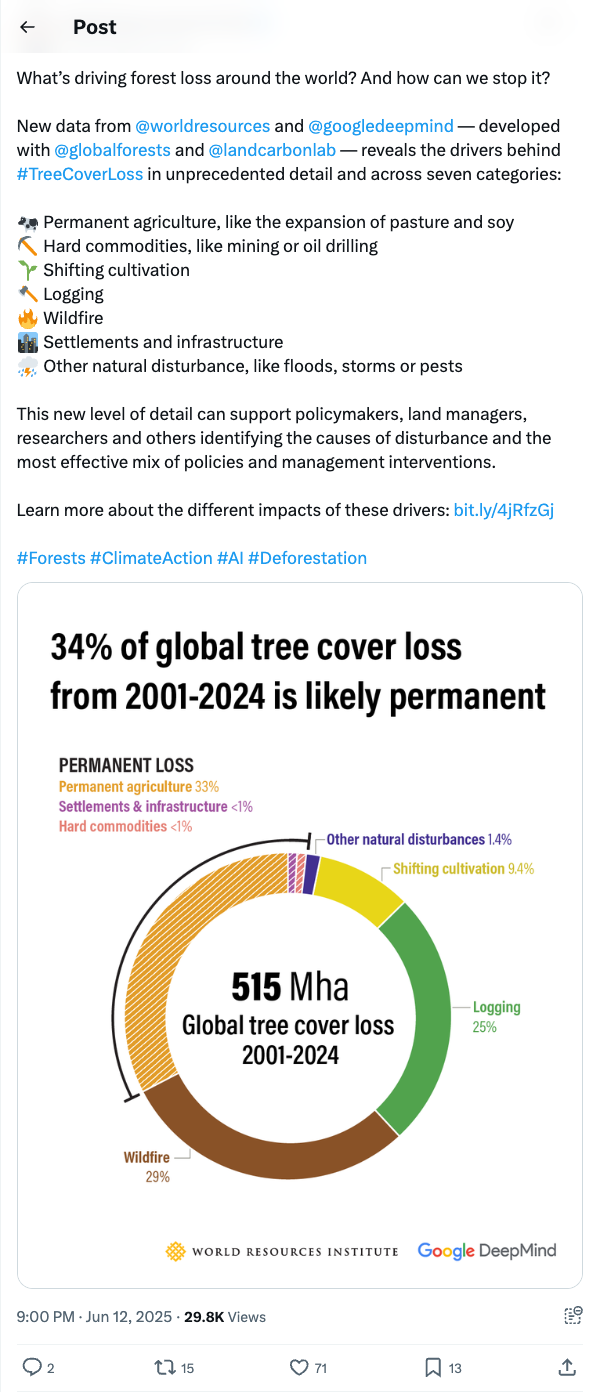 Post
What’s driving forest loss around the world? And how can we stop it?
New data from @worldresources and @googledeepmind — developed
with @globalforests and @landcarbonlab — reveals the drivers behind
#TreeCoverLoss in unprecedented detail and across seven categories:
🐄 Permanent agriculture, like the expansion of pasture and soy
⛏️ Hard commodities, like mining or oil drilling
🌱 Shifting cultivation
🪓 Logging
🔥 Wildfire
🏙️ Settlements and infrastructure
⛈️ Other natural disturbance, like floods, storms or pests
This new level of detail can support policymakers, land managers,
researchers and others identifying the causes of disturbance and the
most effective mix of policies and management interventions.
Learn more about the different impacts of these drivers: bit.ly/4jRfzGj
#Forests #ClimateAction #AI #Deforestation
34% of global tree cover loss
from 2001-2024 is likely permanent
PERMANENT LOSS
Permanent agriculture 33%
Settlements & infrastructure <1%
Hard commodities <1%
Other natural disturbances 1.4%
Shifting cultivation 9.4%
515 Mha
Global tree cover loss
2001-2024
Logging
25%
Wildfire
29%
WORLD RESOURCES INSTITUTE
Google DeepMind
9:00 PM · Jun 12, 2025 · 29.8K Views
2 15 71 13